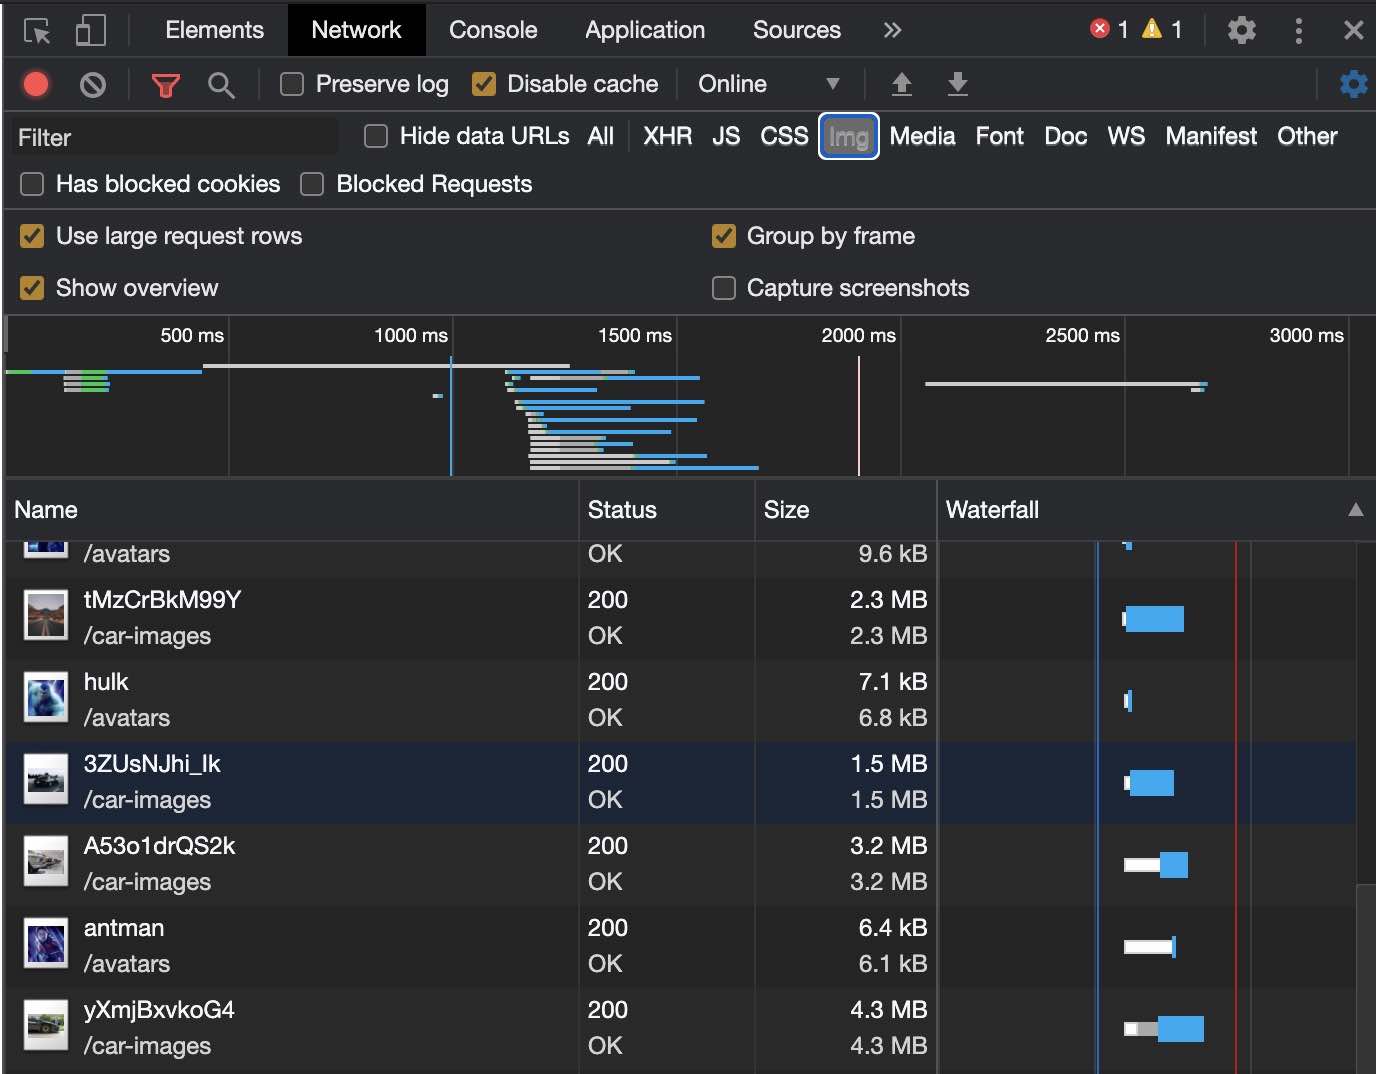 Elements Network Console Application Sources » 1 1
Preserve log Disable cache Online
Filter Hide data URLs All XHR JS CSS Img Media Font Doc WS Manifest Other
Has blocked cookies Blocked Requests
Use large request rows Group by frame
Show overview Capture screenshots
500 ms 1000 ms 1500 ms 2000 ms 2500 ms 3000 ms
Name Status Size Waterfall
/avatars OK 9.6 kB
tMzCrBkM99Y 200 2.3 MB
/car-images OK 2.3 MB
hulk 200 7.1 kB
/avatars OK 6.8 kB
3ZUsNJhi_Ik 200 1.5 MB
/car-images OK 1.5 MB
A53o1drQS2k 200 3.2 MB
/car-images OK 3.2 MB
antman 200 6.4 kB
/avatars OK 6.1 kB
yXmjBxvkoG4 200 4.3 MB
/car-images OK 4.3 MB